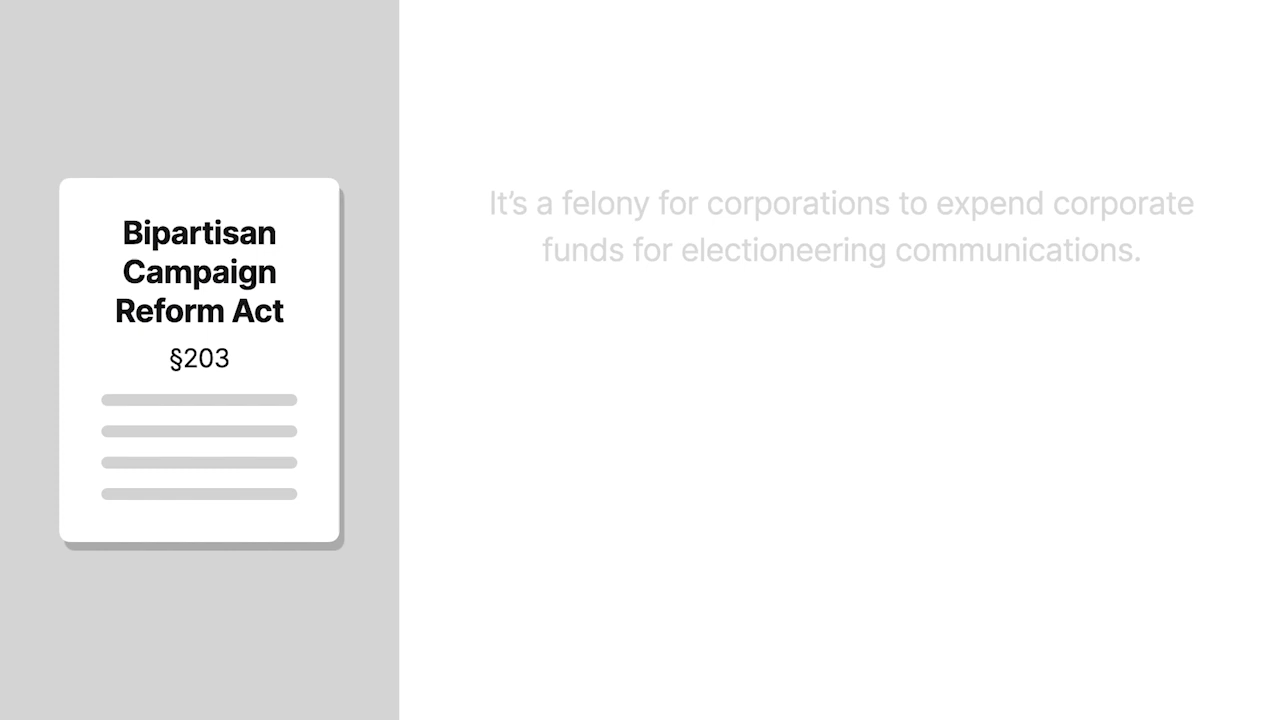 Bipartisan
Campaign
Reform Act
§203
It’s a felony for corporations to expend corporate
funds for electioneering communications.